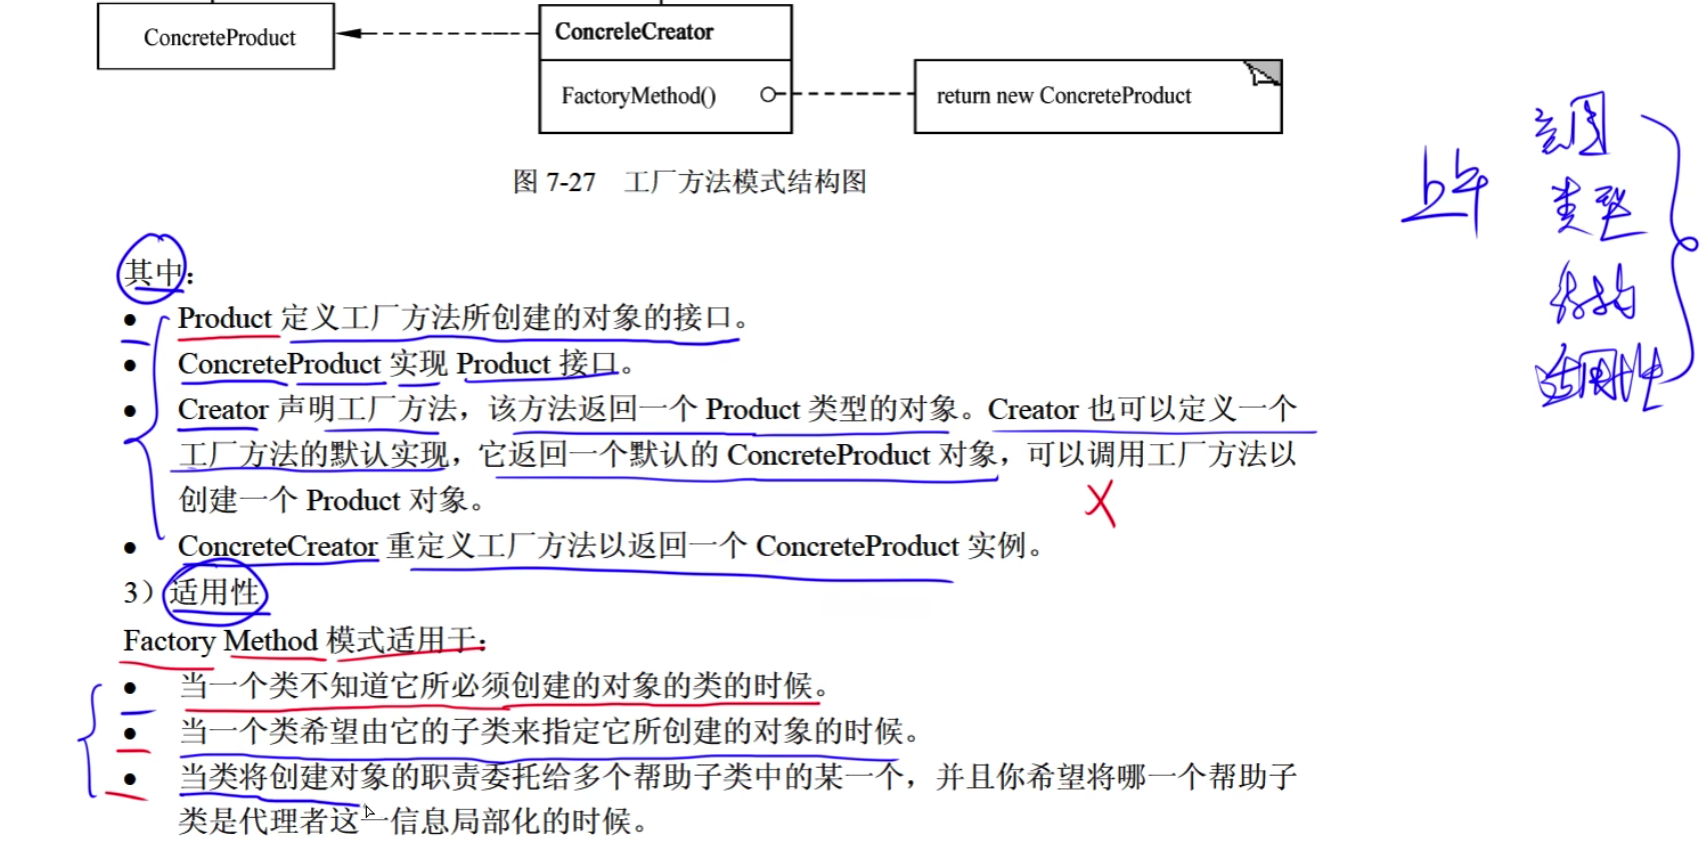 ConcreteProduct
ConcreleCreator
FactoryMethod()
return new ConcreteProduct
图 7-27 工厂方法模式结构图
上午
意图
类型
结构
适用性
其中:
● Product 定义工厂方法所创建的对象的接口。
● ConcreteProduct 实现 Product 接口。
● Creator 声明工厂方法，该方法返回一个 Product 类型的对象。Creator 也可以定义一个
工厂方法的默认实现，它返回一个默认的 ConcreteProduct 对象，可以调用工厂方法以
创建一个 Product 对象。
● ConcreteCreator 重定义工厂方法以返回一个 ConcreteProduct 实例。
3）适用性
Factory Method 模式适用于:
● 当一个类不知道它所必须创建的对象的类的时候。
● 当一个类希望由它的子类来指定它所创建的对象的时候。
● 当类将创建对象的职责委托给多个帮助子类中的某一个，并且你希望将哪一个帮助子
类是代理者这一信息局部化的时候。